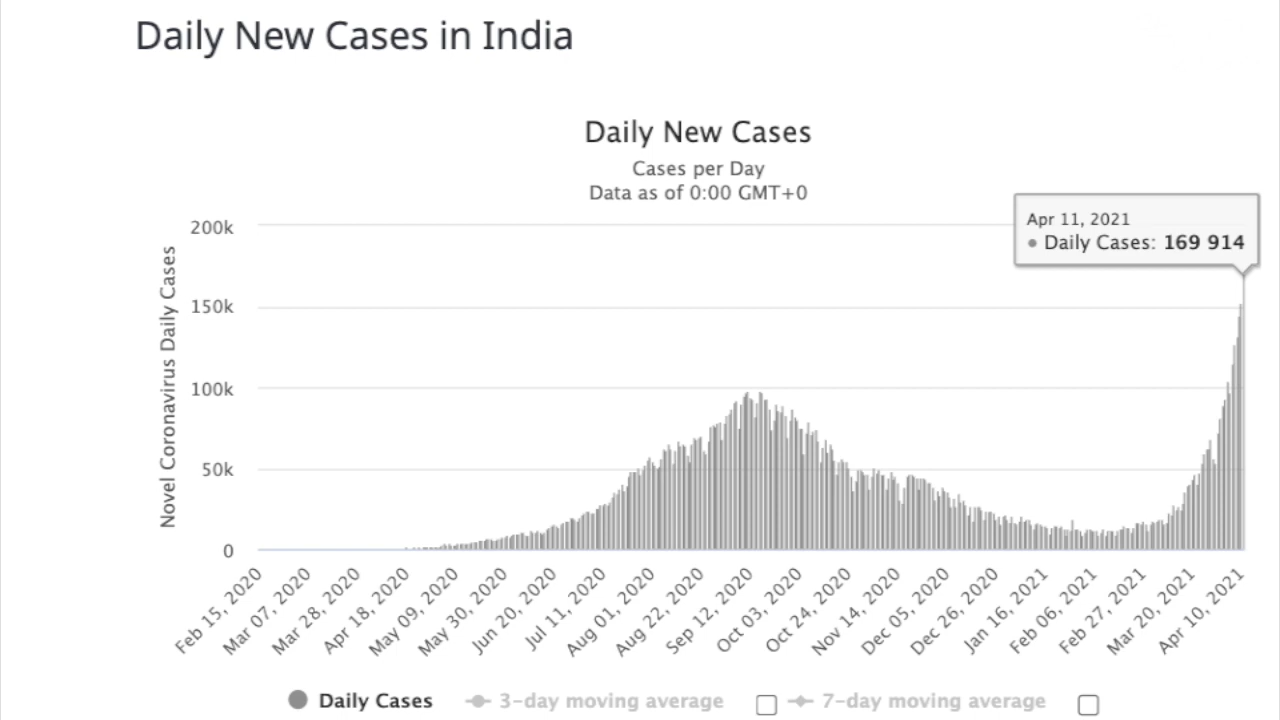 Daily New Cases in India
Daily New Cases
Cases per Day
Data as of 0:00 GMT+0
Apr 11, 2021
Daily Cases: 169 914
Novel Coronavirus Daily Cases
200k
150k
100k
50k
0
Feb 15, 2020
Mar 07, 2020
Mar 28, 2020
Apr 18, 2020
May 09, 2020
May 30, 2020
Jun 20, 2020
Jul 11, 2020
Aug 01, 2020
Aug 22, 2020
Sep 12, 2020
Oct 03, 2020
Oct 24, 2020
Nov 14, 2020
Dec 05, 2020
Dec 26, 2020
Jan 16, 2021
Feb 06, 2021
Feb 27, 2021
Mar 20, 2021
Apr 10, 2021
Daily Cases
3-day moving average
7-day moving average